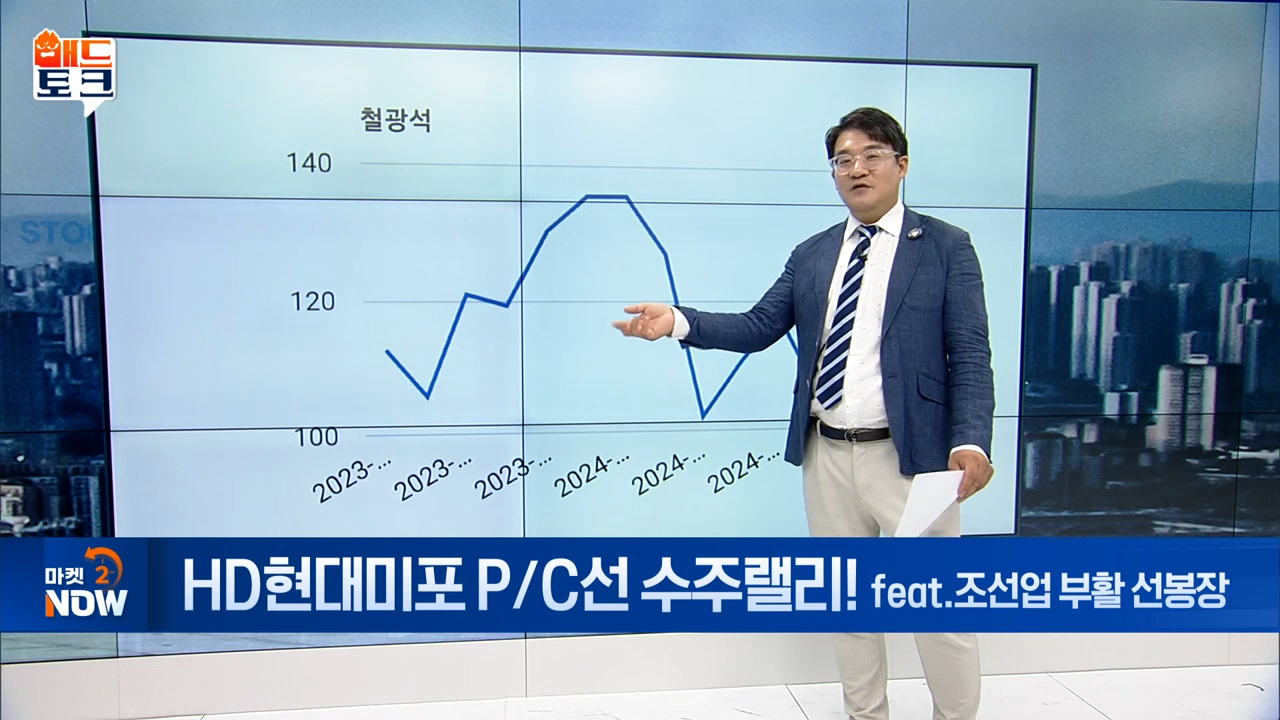 매드
토크
철광석
140
120
100
2023-...
2023-...
2023-...
2024-...
2024-...
2024-...
마켓 2
NOW
HD현대미포 P/C선 수주랠리! feat.조선업 부활 선봉장